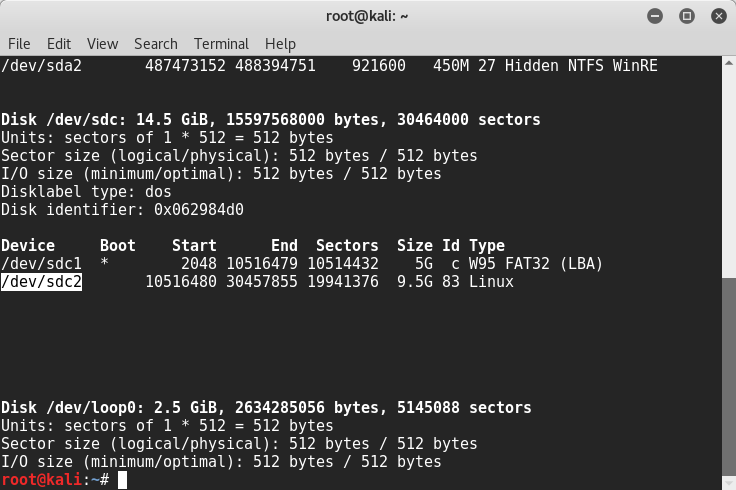 root@kali: ~
File Edit View Search Terminal Help
/dev/sda2       487473152 488394751    921600   450M 27 Hidden NTFS WinRE
Disk /dev/sdc: 14.5 GiB, 15597568000 bytes, 30464000 sectors
Units: sectors of 1 * 512 = 512 bytes
Sector size (logical/physical): 512 bytes / 512 bytes
I/O size (minimum/optimal): 512 bytes / 512 bytes
Disklabel type: dos
Disk identifier: 0x062984d0
Device     Boot    Start      End  Sectors  Size Id Type
/dev/sdc1  *        2048 10516479 10514432    5G  c W95 FAT32 (LBA)
/dev/sdc2       10516480 30457855 19941376  9.5G 83 Linux
Disk /dev/loop0: 2.5 GiB, 2634285056 bytes, 5145088 sectors
Units: sectors of 1 * 512 = 512 bytes
Sector size (logical/physical): 512 bytes / 512 bytes
I/O size (minimum/optimal): 512 bytes / 512 bytes
root@kali:~#